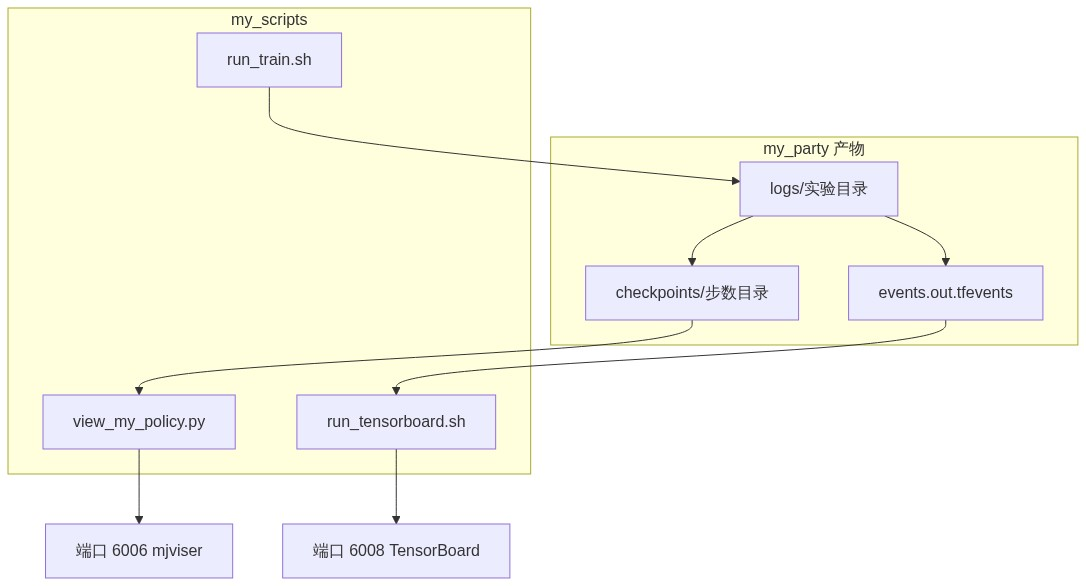 my_scripts
run_train.sh
my_party 产物
logs/实验目录
checkpoints/步数目录
events.out.tfevents
view_my_policy.py
run_tensorboard.sh
端口 6006 mjviser
端口 6008 TensorBoard